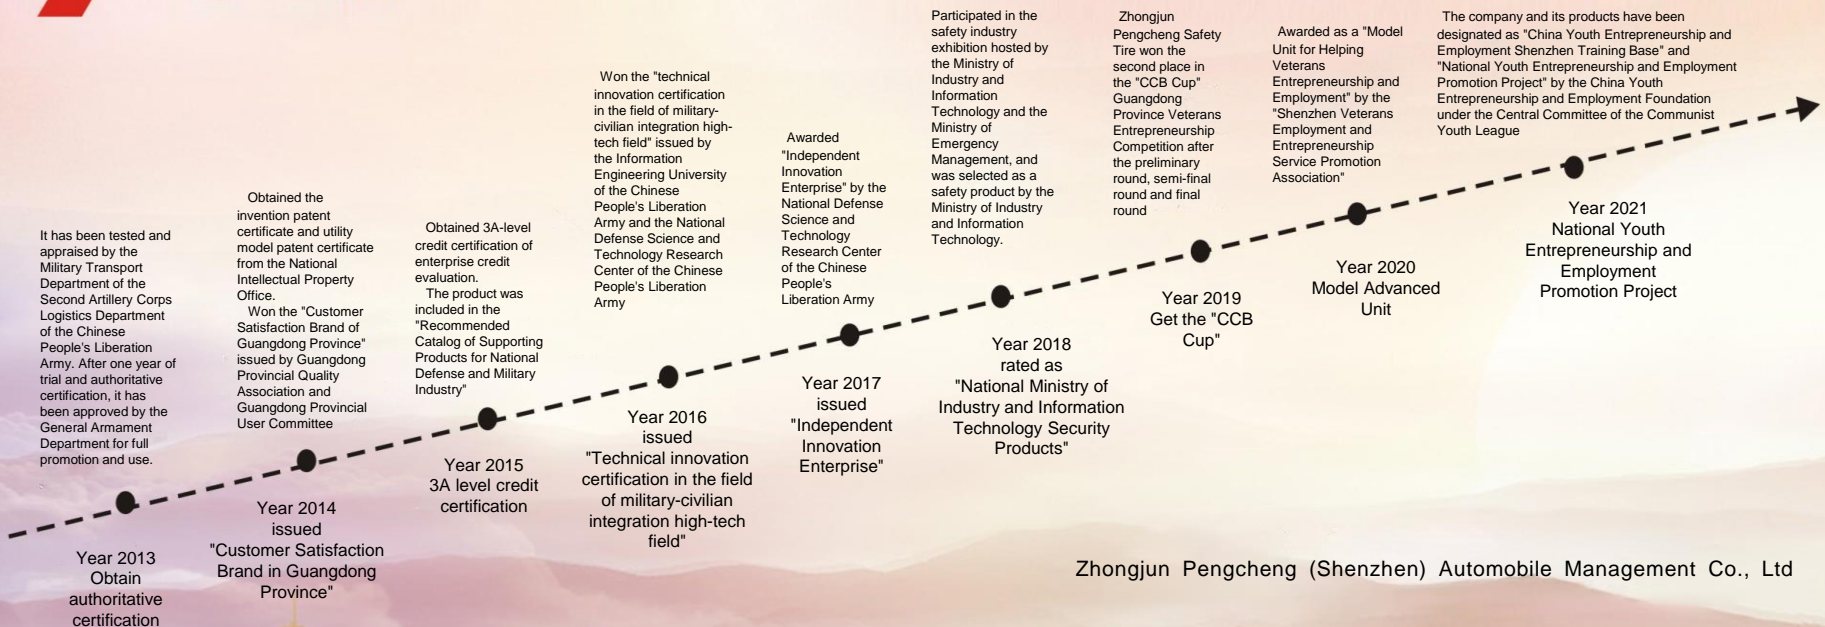 It has been tested and
appraised by the
Military Transport
Department of the
Second Artillery Corps
Logistics Department
of the Chinese
People's Liberation
Army. After one year of
trial and authoritative
certification, it has
been approved by the
General Armament
Department for full
promotion and use.
Year 2013
Obtain
authoritative
certification
Obtained the
invention patent
certificate and utility
model patent certificate
from the National
Intellectual Property
Office.
Won the "Customer
Satisfaction Brand of
Guangdong Province"
issued by Guangdong
Provincial Quality
Association and
Guangdong Provincial
User Committee
Year 2014
issued
"Customer Satisfaction
Brand in Guangdong
Province"
Obtained 3A-level
credit certification of
enterprise credit
evaluation.
The product was
included in the
"Recommended
Catalog of Supporting
Products for National
Defense and Military
Industry"
Year 2015
3A level credit
certification
Won the "technical
innovation certification
in the field of military-
civilian integration high-
tech field" issued by
the Information
Engineering University
of the Chinese
People's Liberation
Army and the National
Defense Science and
Technology Research
Center of the Chinese
People's Liberation
Army
Year 2016
issued
"Technical innovation
certification in the field
of military-civilian
integration high-tech
field"
Awarded
"Independent
Innovation
Enterprise" by the
National Defense
Science and
Technology
Research Center
of the Chinese
People's
Liberation Army
Year 2017
issued
"Independent
Innovation
Enterprise"
Participated in the
safety industry
exhibition hosted by
the Ministry of
Industry and
Information
Technology and the
Ministry of
Emergency
Management, and
was selected as a
safety product by the
Ministry of Industry
and Information
Technology.
Year 2018
rated as
"National Ministry of
Industry and Information
Technology Security
Products"
Zhongjun
Pengcheng Safety
Tire won the
second place in
the "CCB Cup"
Guangdong
Province Veterans
Entrepreneurship
Competition after
the preliminary
round, semi-final
round and final
round
Year 2019
Get the "CCB
Cup"
Awarded as a "Model
Unit for Helping
Veterans
Entrepreneurship and
Employment" by the
"Shenzhen Veterans
Employment and
Entrepreneurship
Service Promotion
Association"
Year 2020
Model Advanced
Unit
The company and its products have been
designated as "China Youth Entrepreneurship and
Employment Shenzhen Training Base" and
"National Youth Entrepreneurship and Employment
Promotion Project" by the China Youth
Entrepreneurship and Employment Foundation
under the Central Committee of the Communist
Youth League
Year 2021
National Youth
Entrepreneurship and
Employment
Promotion Project
Zhongjun Pengcheng (Shenzhen) Automobile Management Co., Ltd